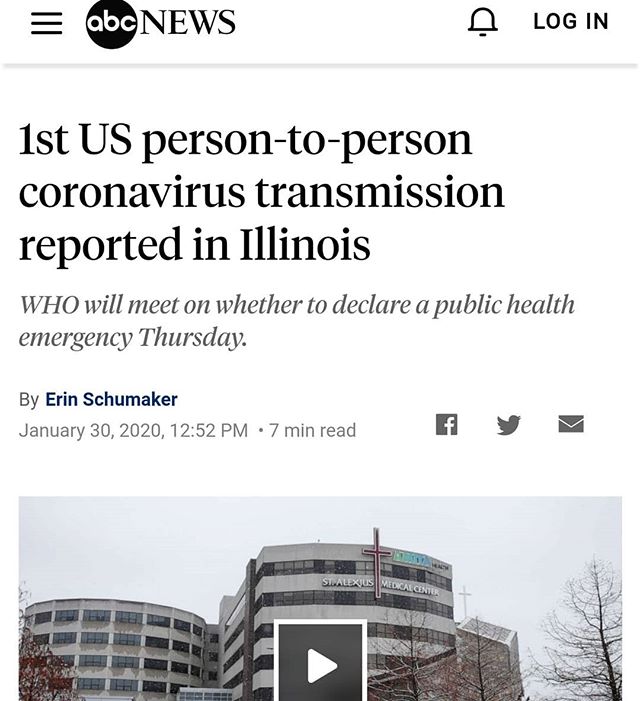 abc NEWS
LOG IN
1st US person-to-person
coronavirus transmission
reported in Illinois
WHO will meet on whether to declare a public health
emergency Thursday.
By Erin Schumaker
January 30, 2020, 12:52 PM • 7 min read
ST. ALEXIUS MEDICAL CENTER